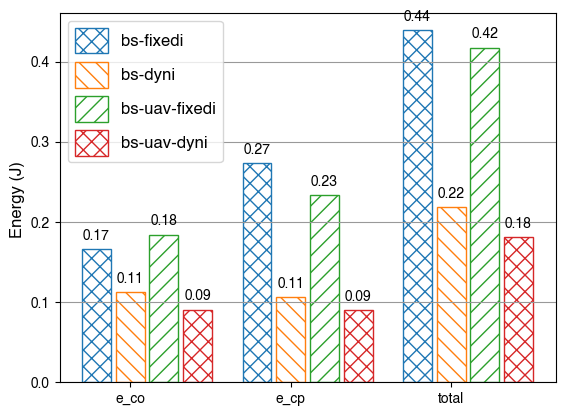 bs-fixedi
bs-dyni
bs-uav-fixedi
bs-uav-dyni
Energy (J)
0.4
0.3
0.2
0.1
0.0
0.17
0.11
0.18
0.09
0.27
0.11
0.23
0.09
0.44
0.22
0.42
0.18
e_co
e_cp
total